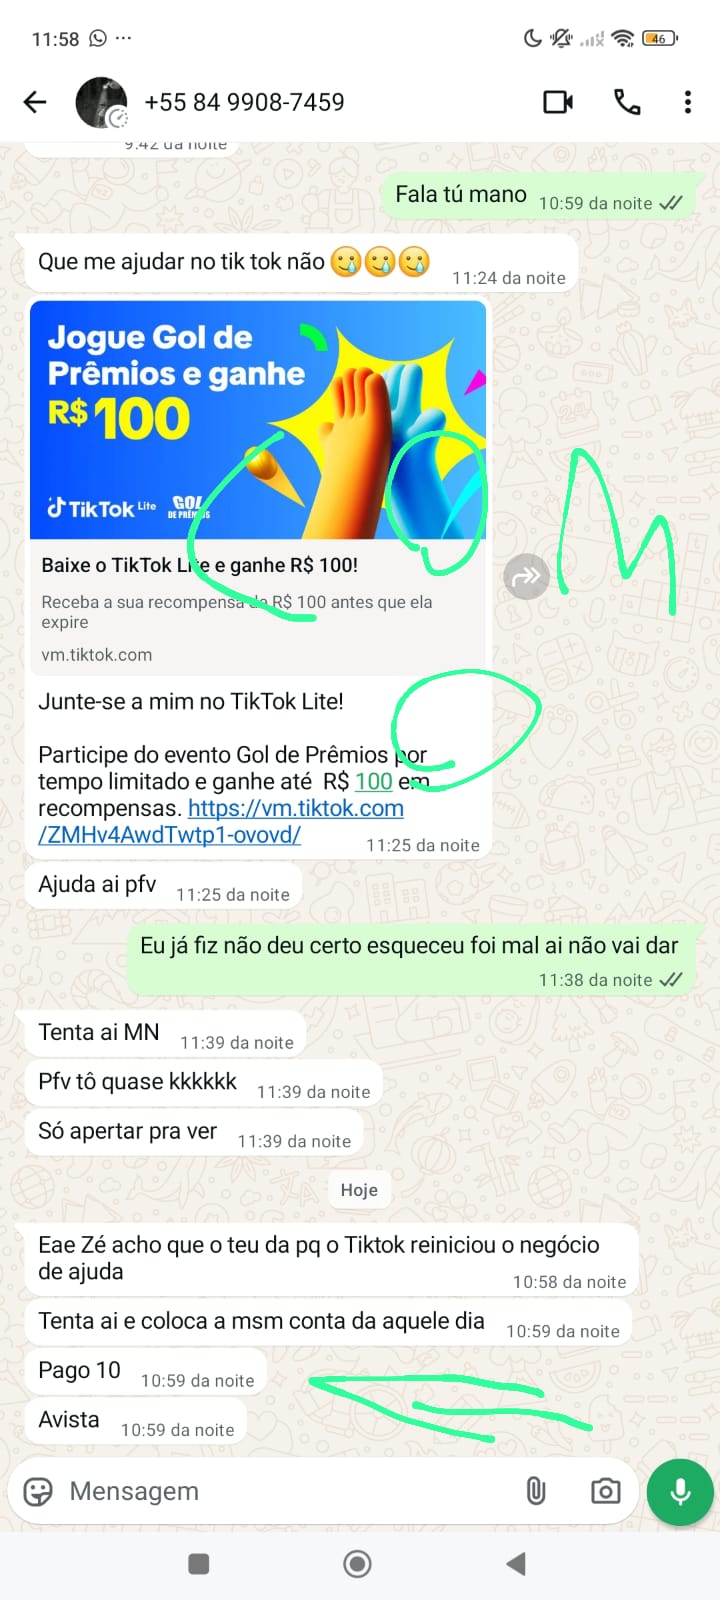 11:58 ...
46
+55 84 9908-7459
9:42 da noite
Fala tú mano 10:59 da noite
Que me ajudar no tik tok não 🥲🥲🥲 11:24 da noite
Jogue Gol de
Prêmios e ganhe
R$100
TikTok Lite GOL
DE PRÊMIOS
Baixe o TikTok Lite e ganhe R$ 100!
Receba a sua recompensa de R$ 100 antes que ela
expire
vm.tiktok.com
Junte-se a mim no TikTok Lite!
Participe do evento Gol de Prêmios por
tempo limitado e ganhe até R$ 100 em
recompensas. https://vm.tiktok.com
/ZMHv4AwdTwtp1-ovovd/ 11:25 da noite
Ajuda ai pfv 11:25 da noite
Eu já fiz não deu certo esqueceu foi mal ai não vai dar
11:38 da noite
Tenta ai MN 11:39 da noite
Pfv tô quase kkkkkk 11:39 da noite
Só apertar pra ver 11:39 da noite
Hoje
Eae Zé acho que o teu da pq o Tiktok reiniciou o negócio
de ajuda 10:58 da noite
Tenta ai e coloca a msm conta da aquele dia 10:59 da noite
Pago 10 10:59 da noite
Avista 10:59 da noite
Mensagem